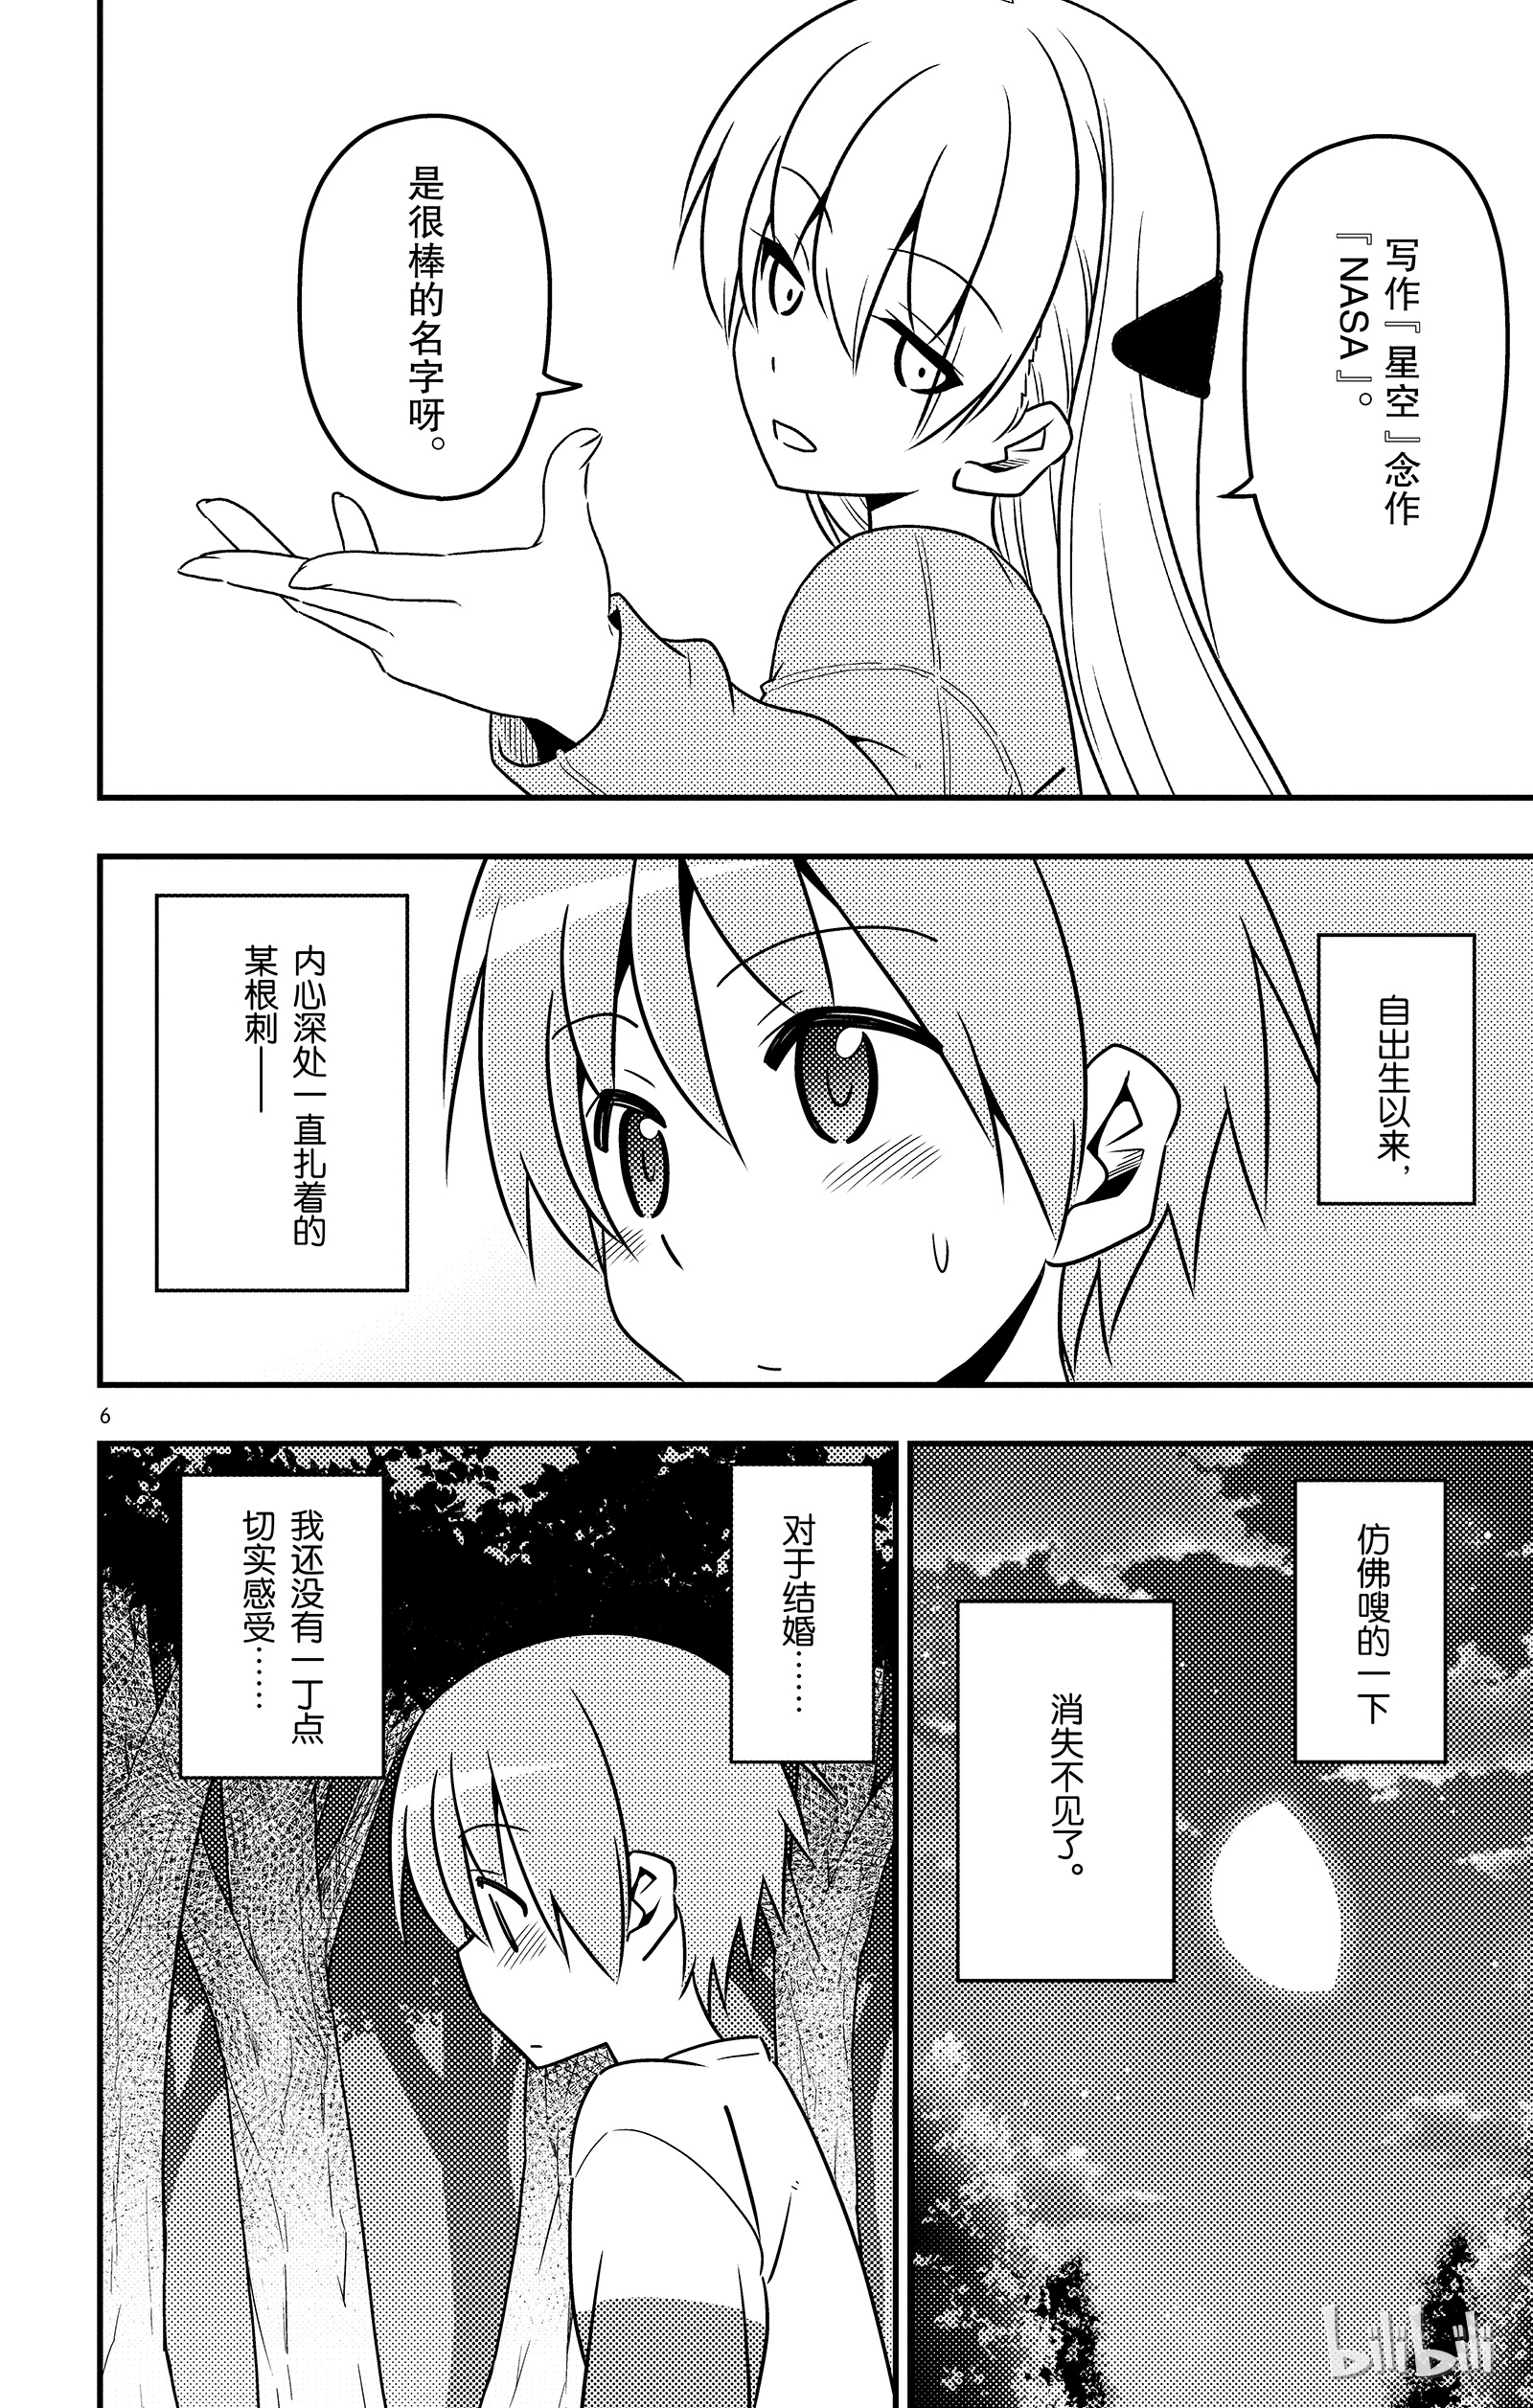 写作『星空』念作
『NASA』。
是很棒的名字呀。
自出生以来，
内心深处一直扎着的
某根刺——
6
仿佛嗖的一下
消失不见了。
对于结婚……
我还没有一丁点
切实感受……
bilibili